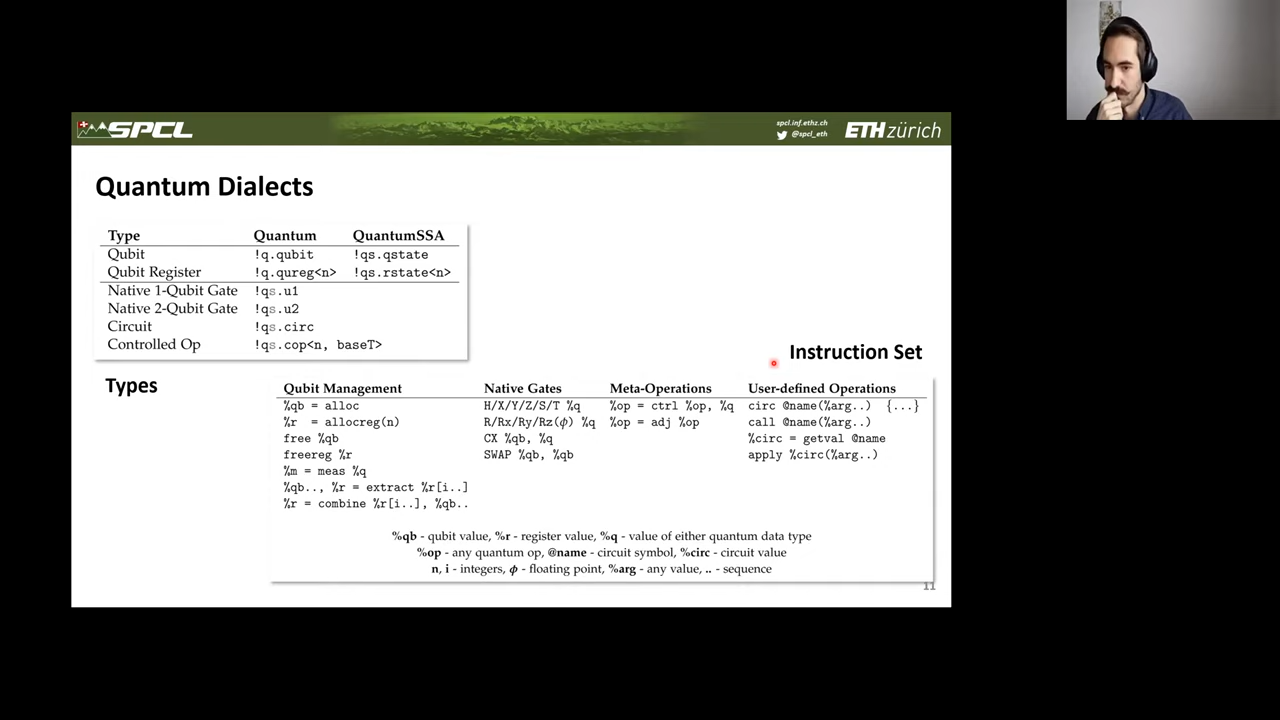 SPCL
spcl.inf.ethz.ch
@spcl_eth
ETH zürich
Quantum Dialects
Type Quantum QuantumSSA
Qubit !q.qubit !qs.qstate
Qubit Register !q.qureg<n> !qs.rstate<n>
Native 1-Qubit Gate !qs.u1
Native 2-Qubit Gate !qs.u2
Circuit !qs.circ
Controlled Op !qs.cop<n, baseT>
Types
Instruction Set
Qubit Management Native Gates Meta-Operations User-defined Operations
%qb = alloc H/X/Y/Z/S/T %q %op = ctrl %op, %q circ @name(%arg..) {...}
%r = allocreg(n) R/Rx/Ry/Rz(ϕ) %q %op = adj %op call @name(%arg..)
free %qb CX %qb, %q %circ = getval @name
freereg %r SWAP %qb, %qb apply %circ(%arg..)
%m = meas %q
%qb.., %r = extract %r[i..]
%r = combine %r[i..], %qb..
%qb - qubit value, %r - register value, %q - value of either quantum data type
%op - any quantum op, @name - circuit symbol, %circ - circuit value
n, i - integers, ϕ - floating point, %arg - any value, .. - sequence
11